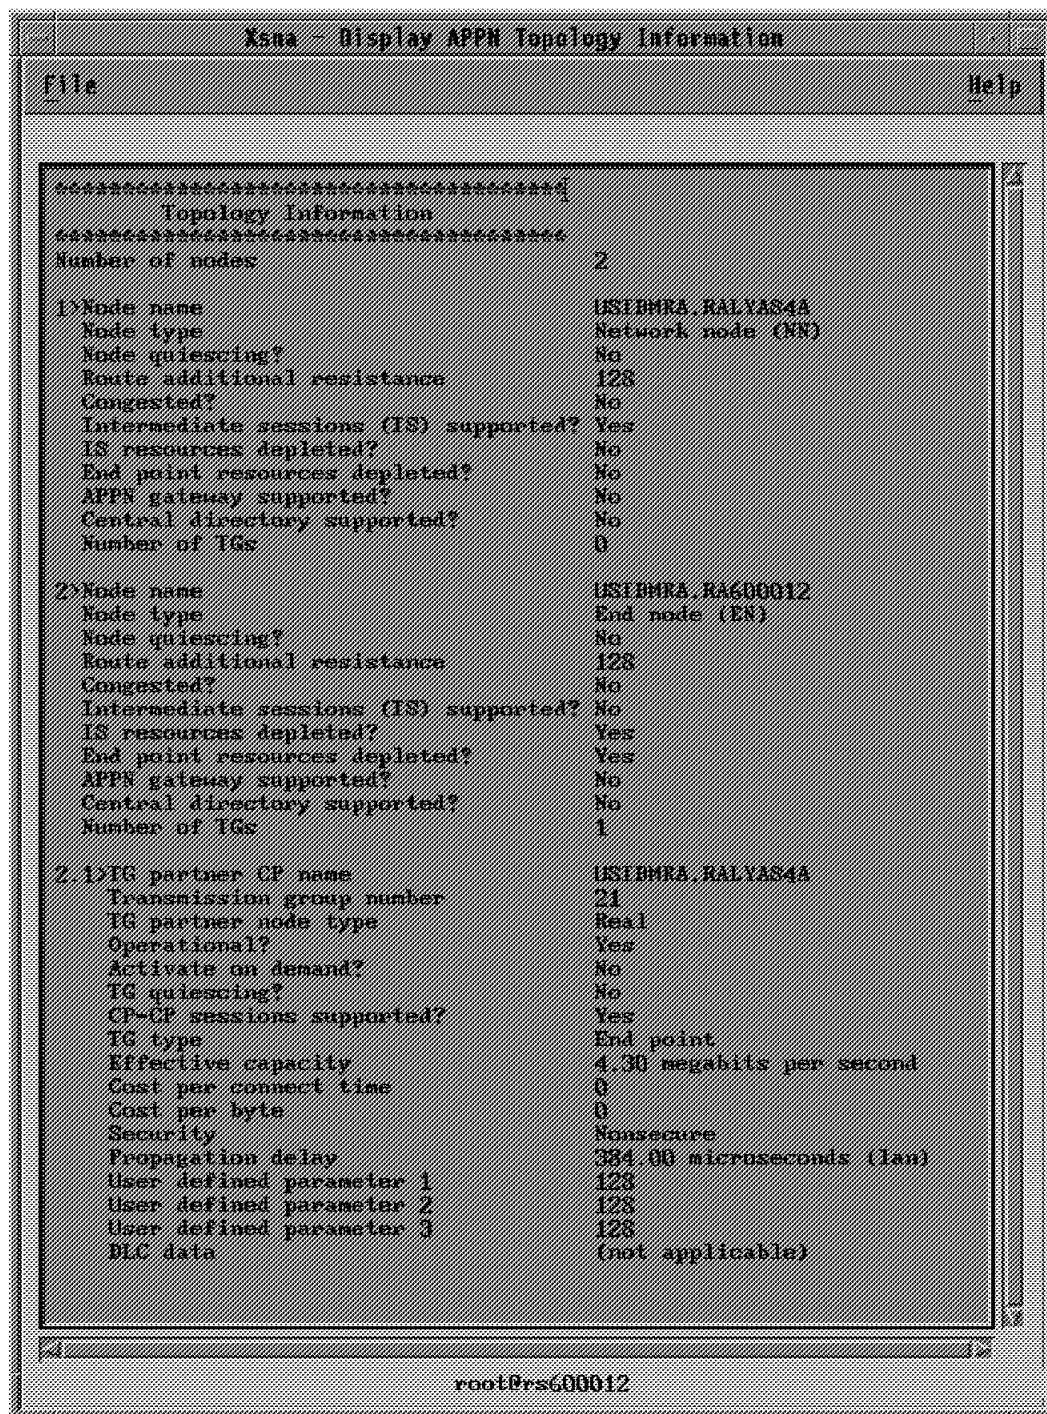 Xsna - Display APPN Topology Information
File Help
**************************************
Topology Information
**************************************
Number of nodes 2
1>Node name USIBMRA.RALYAS4A
Node type Network node (NN)
Node quiescing? No
Route additional resistance 128
Congested? No
Intermediate sessions (IS) supported? Yes
IS resources depleted? No
End point resources depleted? No
APPN gateway supported? No
Central directory supported? No
Number of TGs 0
2>Node name USIBMRA.RA600012
Node type End node (EN)
Node quiescing? No
Route additional resistance 128
Congested? No
Intermediate sessions (IS) supported? No
IS resources depleted? Yes
End point resources depleted? Yes
APPN gateway supported? No
Central directory supported? No
Number of TGs 1
2.1>TG partner CP name USIBMRA.RALYAS4A
Transmission group number 21
TG partner node type Real
Operational? Yes
Activate on demand? No
TG quiescing? No
CP-CP sessions supported? Yes
TG type End point
Effective capacity 4.30 megabits per second
Cost per connect time 0
Cost per byte 0
Security Nonsecure
Propagation delay 384.00 microseconds (lan)
User defined parameter 1 128
User defined parameter 2 128
User defined parameter 3 128
DLC data (not applicable)
root@rs600012